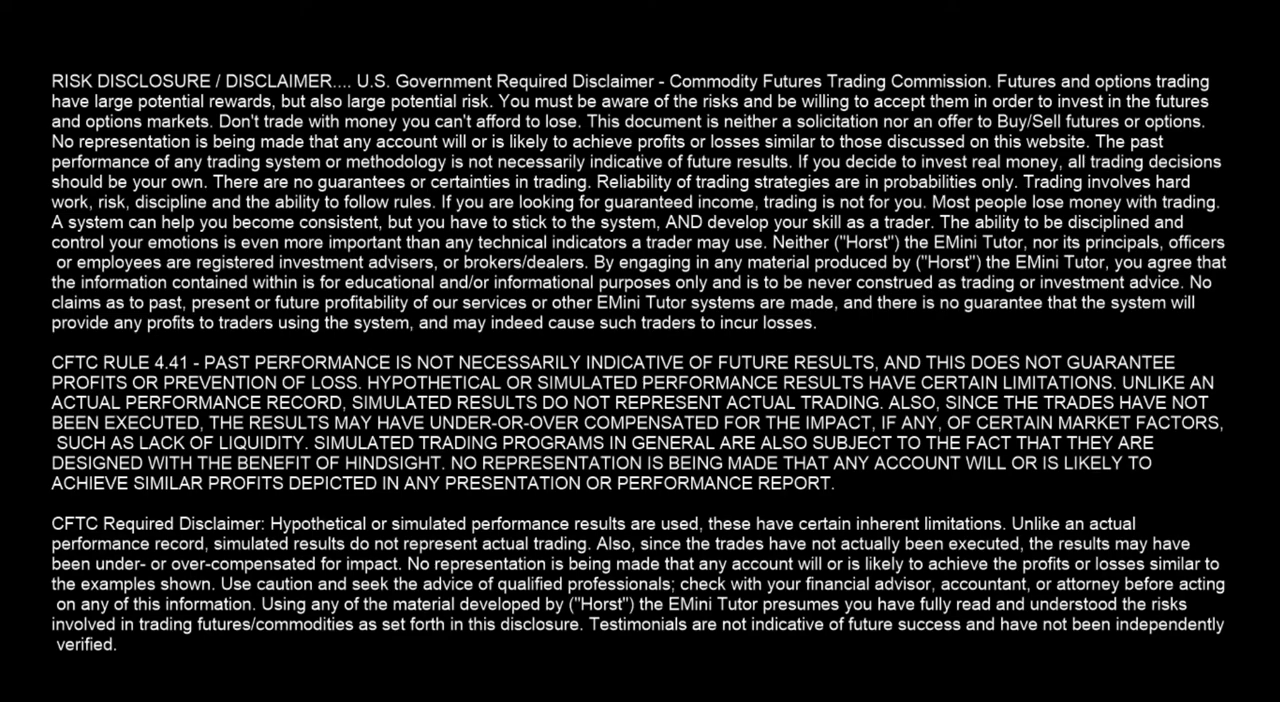 RISK DISCLOSURE / DISCLAIMER.... U.S. Government Required Disclaimer - Commodity Futures Trading Commission. Futures and options trading
have large potential rewards, but also large potential risk. You must be aware of the risks and be willing to accept them in order to invest in the futures
and options markets. Don't trade with money you can't afford to lose. This document is neither a solicitation nor an offer to Buy/Sell futures or options.
No representation is being made that any account will or is likely to achieve profits or losses similar to those discussed on this website. The past
performance of any trading system or methodology is not necessarily indicative of future results. If you decide to invest real money, all trading decisions
should be your own. There are no guarantees or certainties in trading. Reliability of trading strategies are in probabilities only. Trading involves hard
work, risk, discipline and the ability to follow rules. If you are looking for guaranteed income, trading is not for you. Most people lose money with trading.
A system can help you become consistent, but you have to stick to the system, AND develop your skill as a trader. The ability to be disciplined and
control your emotions is even more important than any technical indicators a trader may use. Neither ("Horst") the EMini Tutor, nor its principals, officers
or employees are registered investment advisers, or brokers/dealers. By engaging in any material produced by ("Horst") the EMini Tutor, you agree that
the information contained within is for educational and/or informational purposes only and is to be never construed as trading or investment advice. No
claims as to past, present or future profitability of our services or other EMini Tutor systems are made, and there is no guarantee that the system will
provide any profits to traders using the system, and may indeed cause such traders to incur losses.
CFTC RULE 4.41 - PAST PERFORMANCE IS NOT NECESSARILY INDICATIVE OF FUTURE RESULTS, AND THIS DOES NOT GUARANTEE
PROFITS OR PREVENTION OF LOSS. HYPOTHETICAL OR SIMULATED PERFORMANCE RESULTS HAVE CERTAIN LIMITATIONS. UNLIKE AN
ACTUAL PERFORMANCE RECORD, SIMULATED RESULTS DO NOT REPRESENT ACTUAL TRADING. ALSO, SINCE THE TRADES HAVE NOT
BEEN EXECUTED, THE RESULTS MAY HAVE UNDER-OR-OVER COMPENSATED FOR THE IMPACT, IF ANY, OF CERTAIN MARKET FACTORS,
SUCH AS LACK OF LIQUIDITY. SIMULATED TRADING PROGRAMS IN GENERAL ARE ALSO SUBJECT TO THE FACT THAT THEY ARE
DESIGNED WITH THE BENEFIT OF HINDSIGHT. NO REPRESENTATION IS BEING MADE THAT ANY ACCOUNT WILL OR IS LIKELY TO
ACHIEVE SIMILAR PROFITS DEPICTED IN ANY PRESENTATION OR PERFORMANCE REPORT.
CFTC Required Disclaimer: Hypothetical or simulated performance results are used, these have certain inherent limitations. Unlike an actual
performance record, simulated results do not represent actual trading. Also, since the trades have not actually been executed, the results may have
been under- or over-compensated for impact. No representation is being made that any account will or is likely to achieve the profits or losses similar to
the examples shown. Use caution and seek the advice of qualified professionals; check with your financial advisor, accountant, or attorney before acting
on any of this information. Using any of the material developed by ("Horst") the EMini Tutor presumes you have fully read and understood the risks
involved in trading futures/commodities as set forth in this disclosure. Testimonials are not indicative of future success and have not been independently
verified.